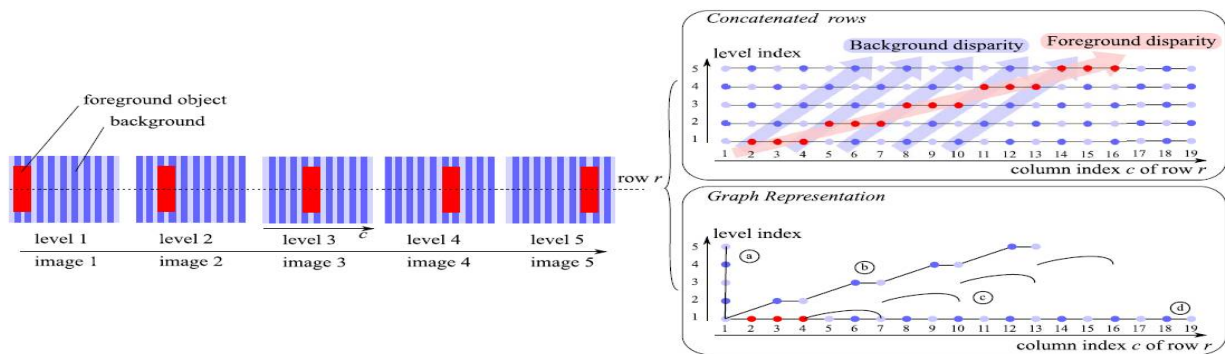 foreground object
background
row r
level 1 level 2 level 3 c level 4 level 5
image 1 image 2 image 3 image 4 image 5
Concatenated rows
level index
Background disparity
Foreground disparity
5
4
3
2
1
1 2 3 4 5 6 7 8 9 10 11 12 13 14 15 16 17 18 19
column index c of row r
Graph Representation
level index
5
a
4
b
3
c
2
d
1
1 2 3 4 5 6 7 8 9 10 11 12 13 14 15 16 17 18 19
column index c of row r